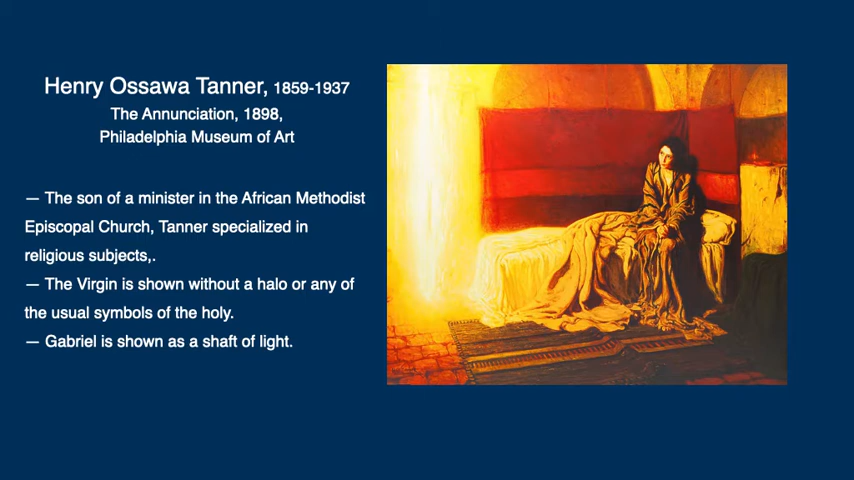 Henry Ossawa Tanner, 1859-1937
The Annunciation, 1898,
Philadelphia Museum of Art
— The son of a minister in the African Methodist
Episcopal Church, Tanner specialized in
religious subjects,.
— The Virgin is shown without a halo or any of
the usual symbols of the holy.
— Gabriel is shown as a shaft of light.